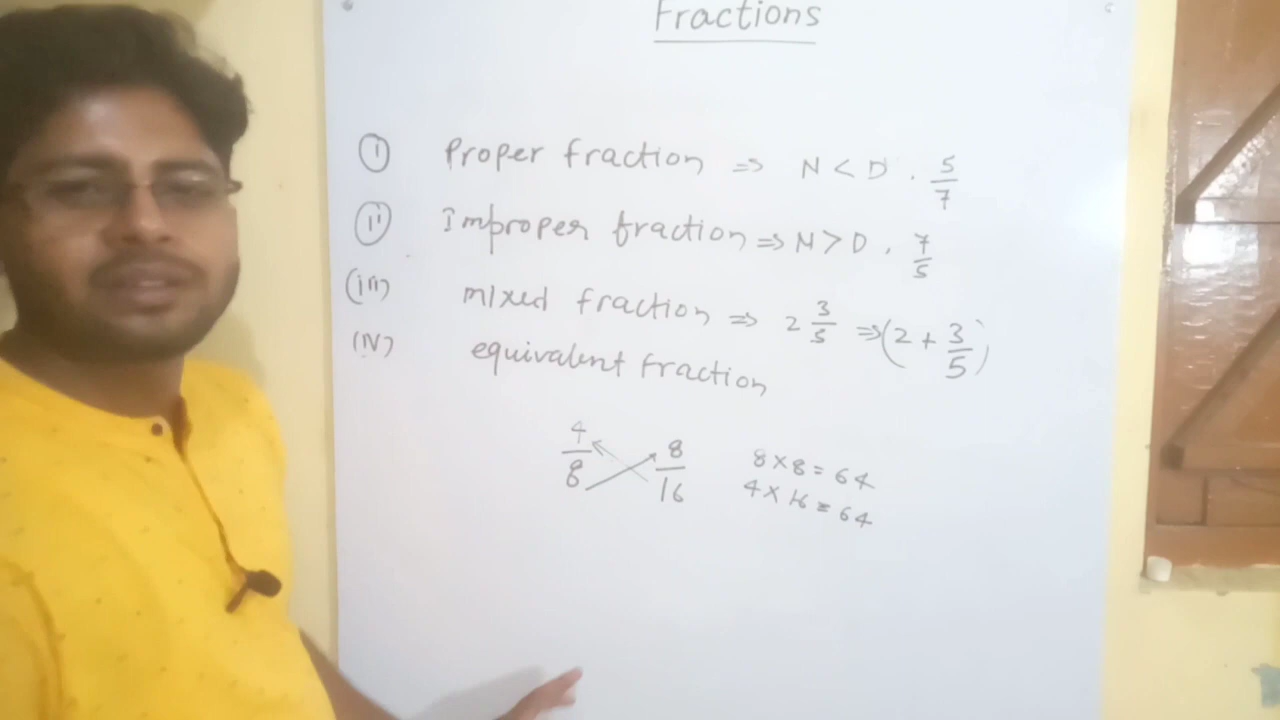 Fractions
(i) Proper fraction ⇒ N < D . 5/7
(ii) Improper fraction ⇒ N > D . 7/5
(iii) mixed fraction ⇒ 2 3/5 ⇒ (2 + 3/5)
(iv) equivalent fraction
4/8 8/16
8 × 8 = 64
4 × 16 = 64